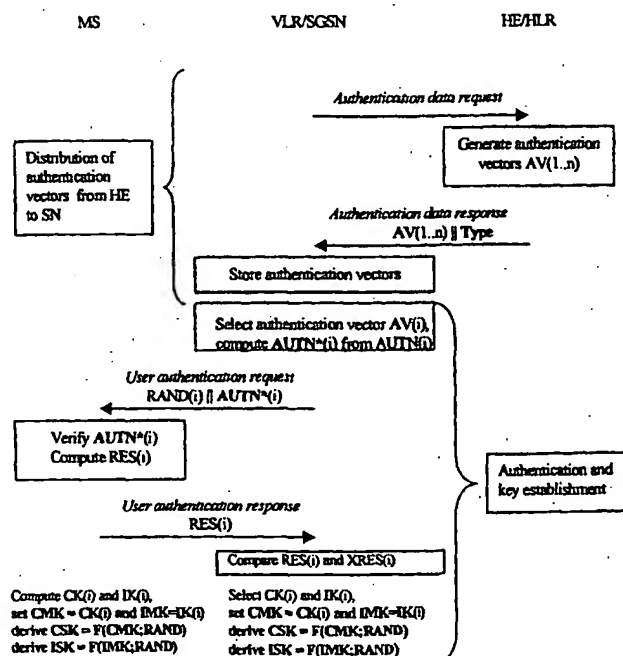 MS VLR/SGSN HE/HLR
Authentication data request
Generate authentication
vectors AV(1..n)
Distribution of
authentication
vectors from HE
to SN
Authentication data response
AV(1..n) || Type
Store authentication vectors
Select authentication vector AV(i),
compute AUTN*(i) from AUTN(i)
User authentication request
RAND(i) || AUTN*(i)
Verify AUTN*(i)
Compute RES(i)
Authentication and
key establishment
User authentication response
RES(i)
Compare RES(i) and XRES(i)
Compute CK(i) and IK(i),
set CMK = CK(i) and IMK=IK(i)
derive CSK = F(CMK;RAND)
derive ISK = F(IMK;RAND)
Select CK(i) and IK(i),
set CMK = CK(i) and IMK=IK(i)
derive CSK = F(CMK;RAND)
derive ISK = F(IMK;RAND)